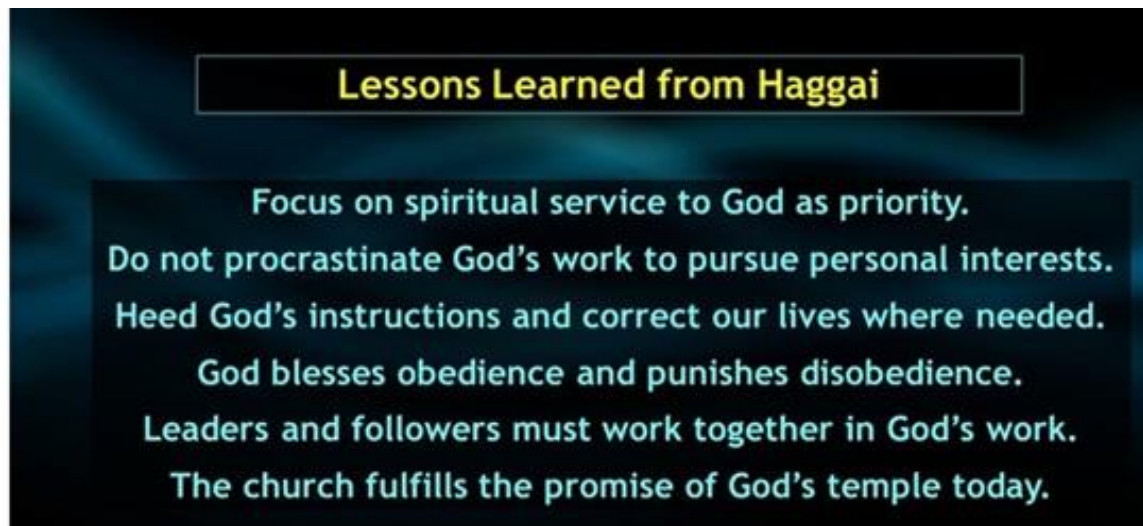 Lessons Learned from Haggai
Focus on spiritual service to God as priority.
Do not procrastinate God's work to pursue personal interests.
Heed God's instructions and correct our lives where needed.
God blesses obedience and punishes disobedience.
Leaders and followers must work together in God's work.
The church fulfills the promise of God's temple today.